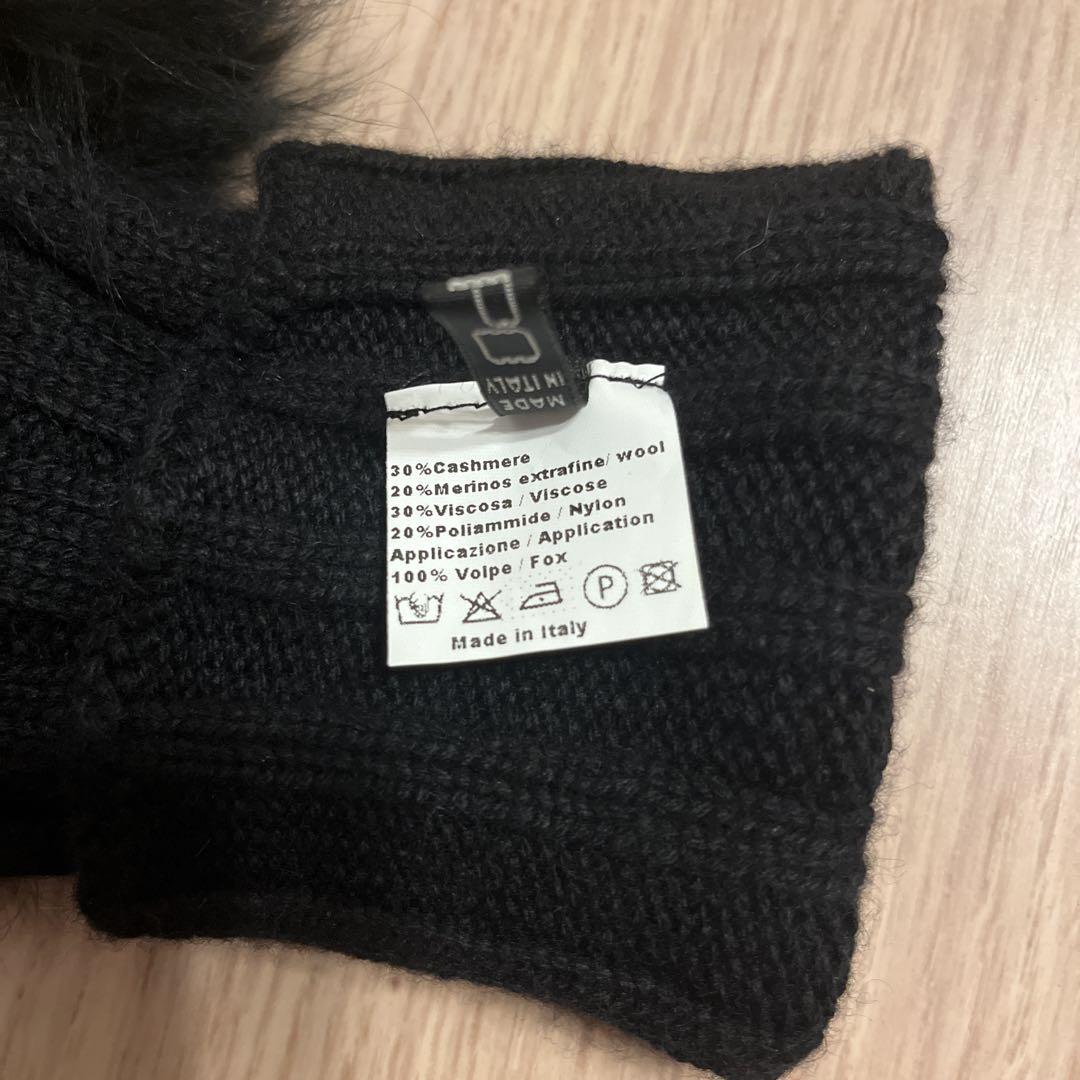 MADE
IN ITALY
30%Cashmere
20%Merinos extrafine/ wool
30%Viscosa / Viscose
20%Poliammide / Nylon
Applicazione / Application
100% Volpe / Fox
P
Made in Italy